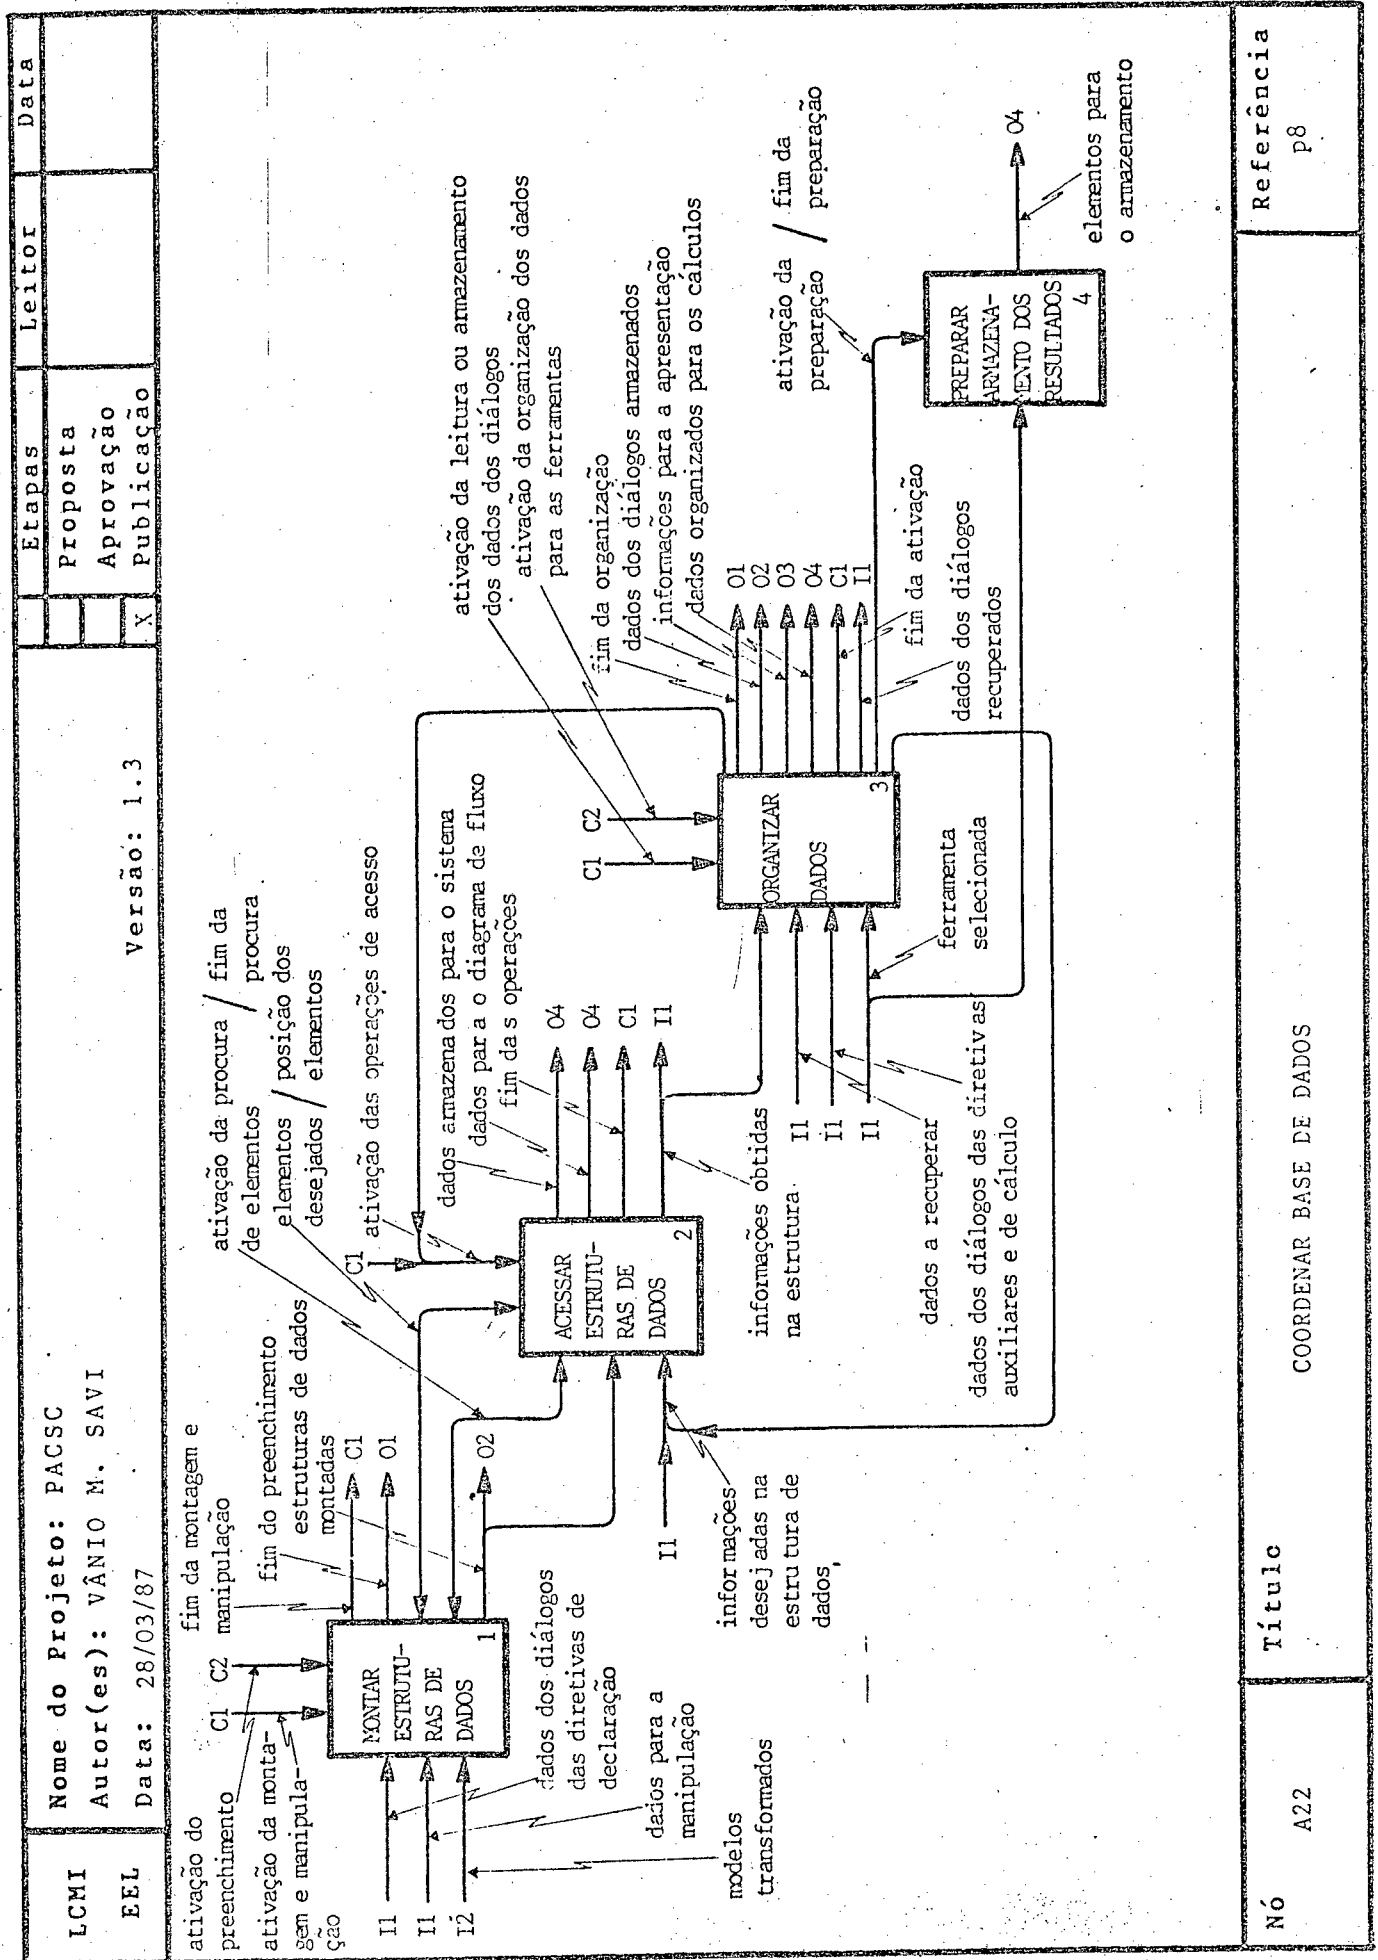 LCMI
EEL
Nome do Projeto: PACSC
Autor(es): VÂNIO M. SAVI
Data: 28/03/87
Versão: 1.3
Etapas
Leitor
Data
Proposta
Aprovação
X Publicação
ativação do
preenchimento
ativação da monta-
gem e manipula-
ção
C1
C2
fim da montagem e
manipulação
fim do preenchimento
estruturas de dados
montadas
C1
O1
O2
I1
I1
I2
MONTAR
ESTRUTU-
RAS DE
DADOS
1
dados dos diálogos
das diretivas de
declaração
dados para a
manipulação
modelos
transformados
ativação da procura / fim da
de elementos procura
elementos / posição dos
desejados / elementos
C1
ativação das operações de acesso
dados armazenados para o sistema
dados para o diagrama de fluxo
fim das operações
O4
O4
C1
I1
ACESSAR
ESTRUTU-
RAS DE
DADOS
2
I1
informações
desejadas na
estrutura de
dados
informações obtidas
na estrutura
ativação da leitura ou armazenamento
dos dados dos diálogos
ativação da organização dos dados
para as ferramentas
C1
C2
fim da organização
dados dos diálogos armazenados
informações para a apresentação
dados organizados para os cálculos
O1
O2
O3
O4
C1
I1
ORGANIZAR
DADOS
3
I1
I1
I1
ferramenta
selecionada
dados a recuperar
dados dos diálogos das diretivas
auxiliares e de cálculo
fim da ativação
dados dos diálogos
recuperados
ativação da / fim da
preparação / preparação
PREPARAR
ARMAZENA-
MENTO DOS
RESULTADOS
4
O4
elementos para
o armazenamento
Nó
A22
Título
COORDENAR BASE DE DADOS
Referência
p8